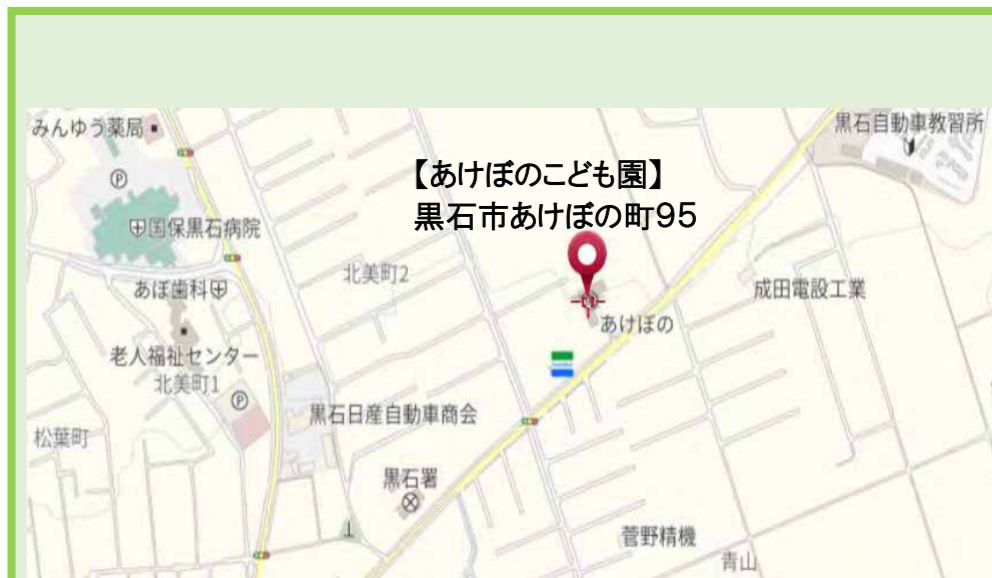 みんゆう薬局
黒石自動車教習所
【あけぼのこども園】
黒石市あけぼの町95
P
国保黒石病院
北美町2
あぼ歯科
成田電設工業
あけぼの
老人福祉センター
北美町1
P
黒石日産自動車商会
松葉町
黒石署
菅野精機
青山